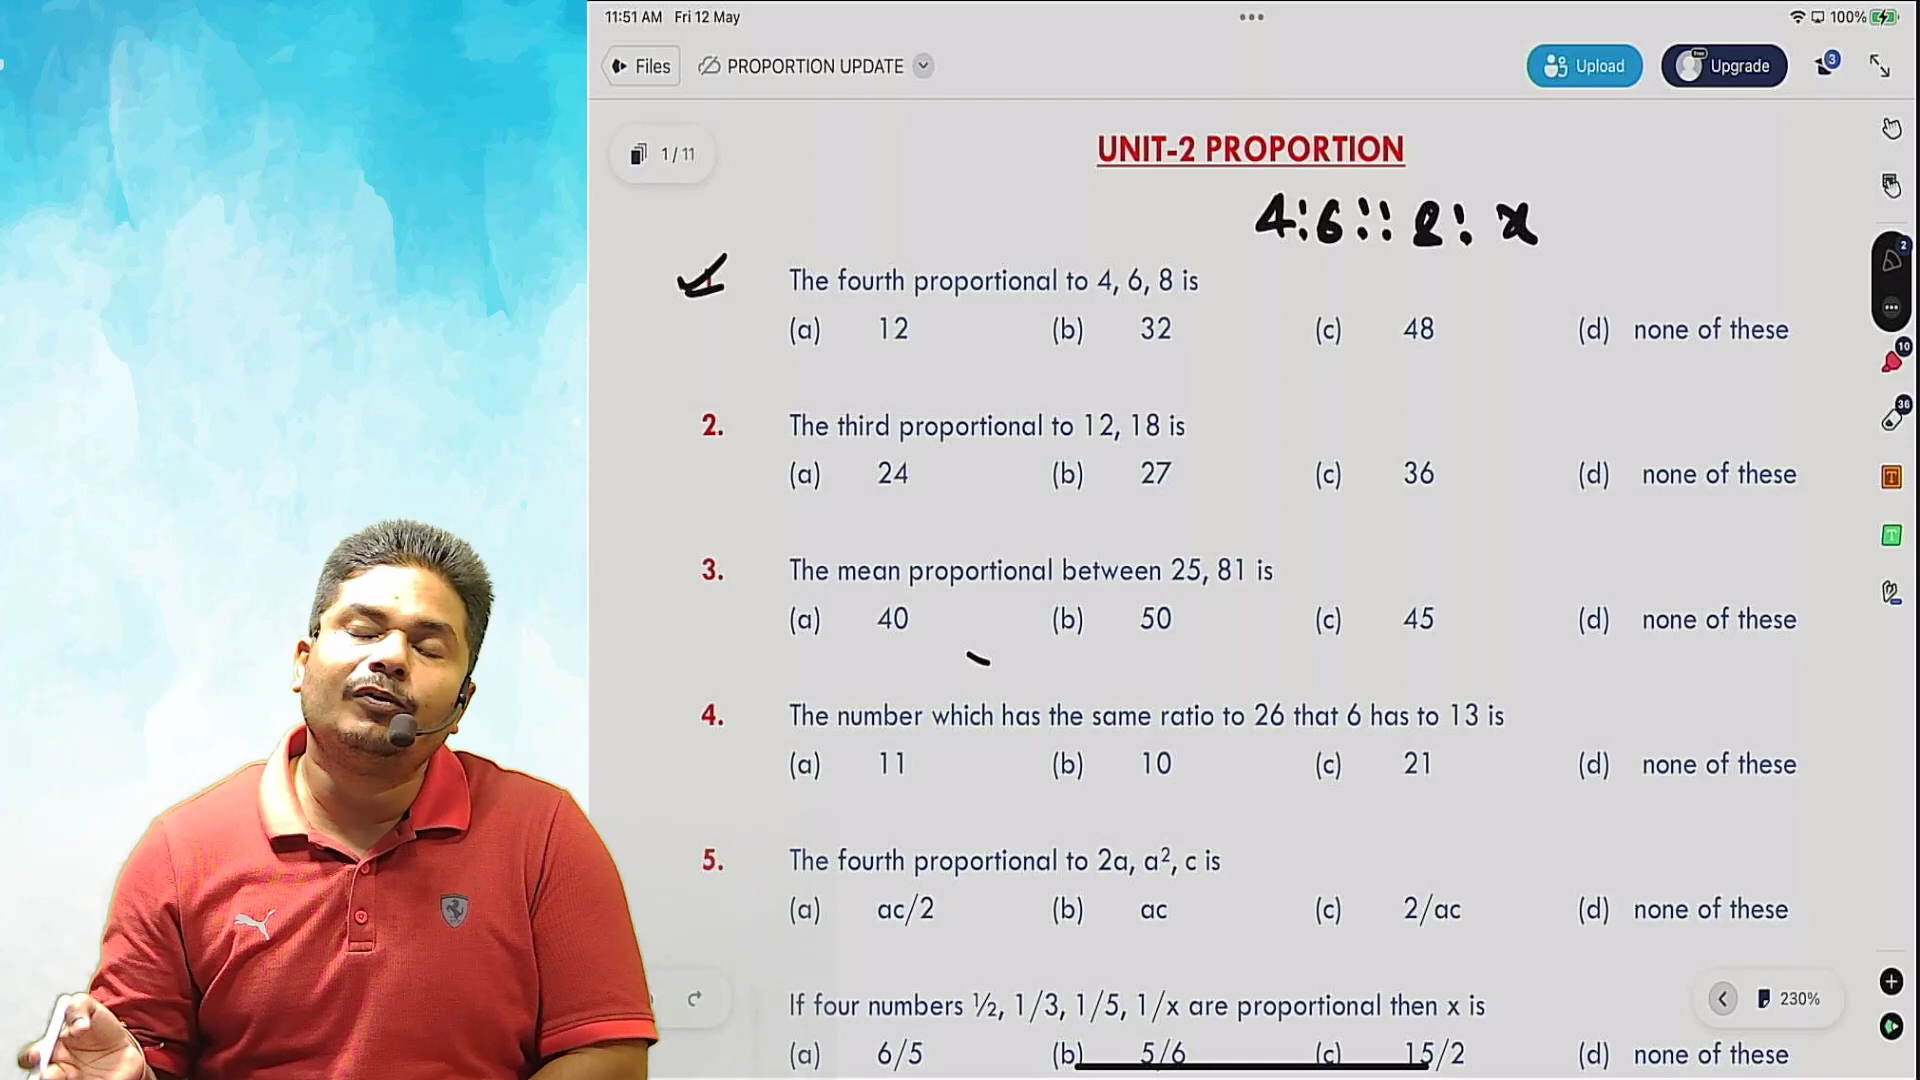 11:51 AM Fri 12 May
100%
Files
PROPORTION UPDATE
Upload
Upgrade
3
1 / 11
UNIT-2 PROPORTION
4:6::8:x
2
The fourth proportional to 4, 6, 8 is
(a) 12 (b) 32 (c) 48 (d) none of these
10
2. The third proportional to 12, 18 is
36
(a) 24 (b) 27 (c) 36 (d) none of these
T
T
3. The mean proportional between 25, 81 is
(a) 40 (b) 50 (c) 45 (d) none of these
4. The number which has the same ratio to 26 that 6 has to 13 is
(a) 11 (b) 10 (c) 21 (d) none of these
5. The fourth proportional to 2a, a², c is
(a) ac/2 (b) ac (c) 2/ac (d) none of these
If four numbers ½, 1/3, 1/5, 1/x are proportional then x is
230%
(a) 6/5 (b) 5/6 (c) 15/2 (d) none of these